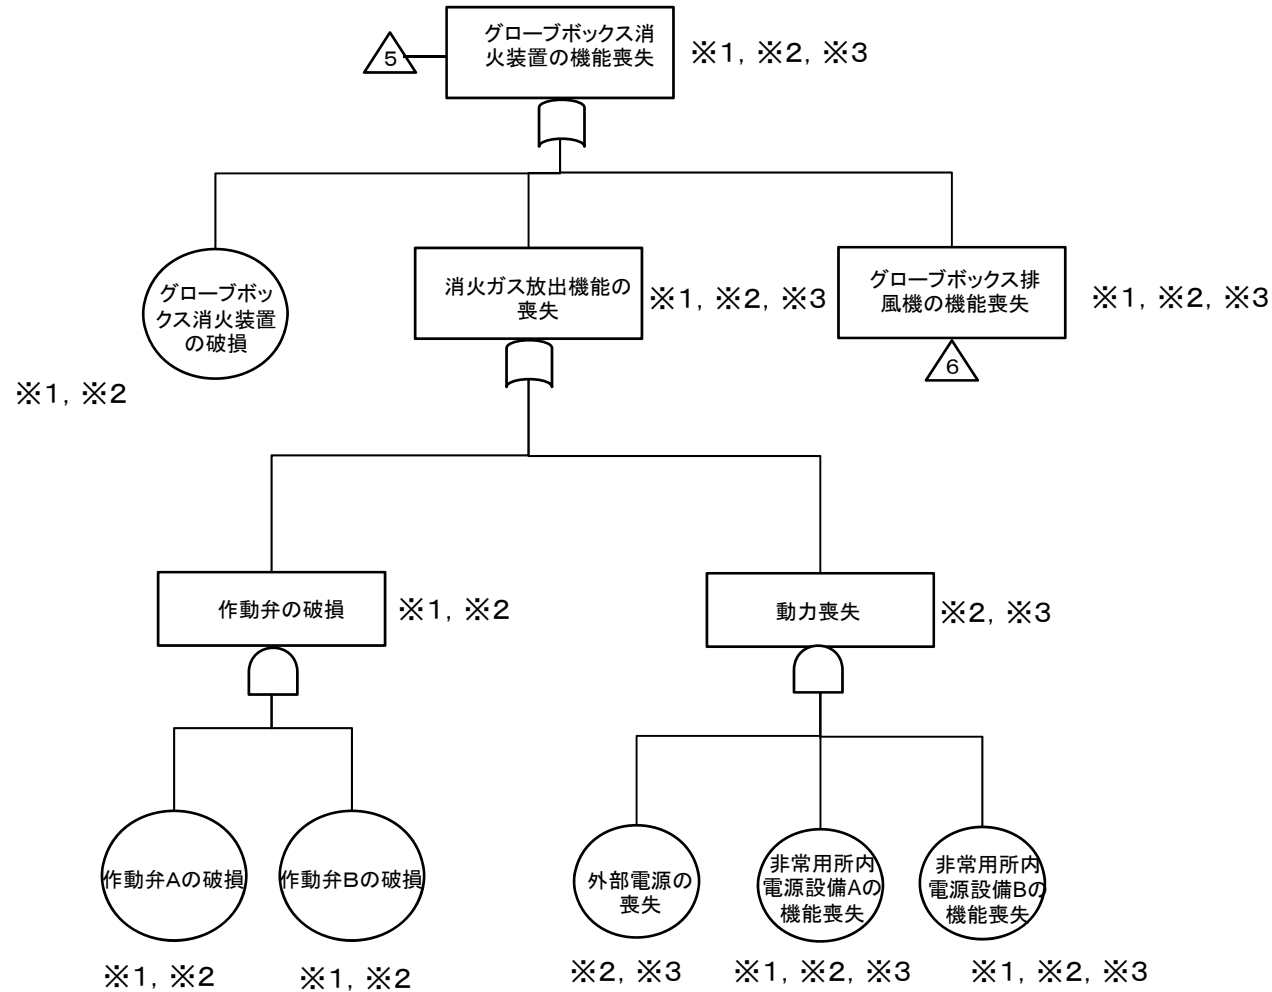 グローブボックス消
火装置の機能喪失
5
※1, ※2, ※3
グローブボッ
クス消火装置
の破損
※1, ※2
消火ガス放出機能の
喪失
※1, ※2, ※3
グローブボックス排
風機の機能喪失
※1, ※2, ※3
6
作動弁の破損
※1, ※2
動力喪失
※2, ※3
作動弁Aの破損
※1, ※2
作動弁Bの破損
※1, ※2
外部電源の
喪失
※2, ※3
非常用所内
電源設備Aの
機能喪失
※1, ※2, ※3
非常用所内
電源設備Bの
機能喪失
※1, ※2, ※3